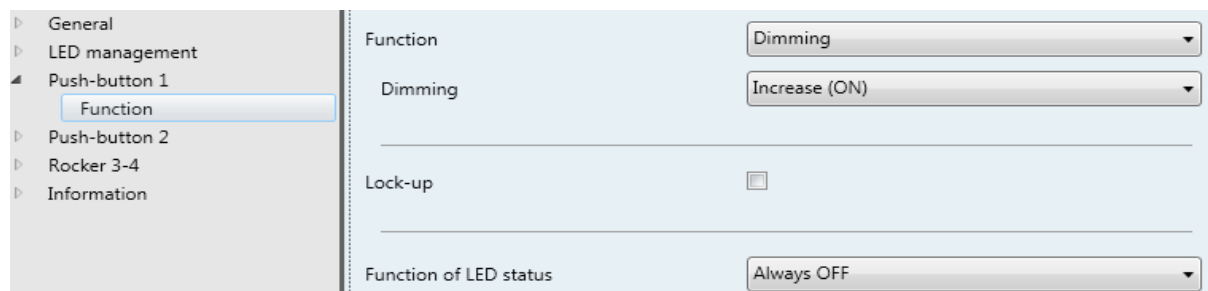 General
LED management
Push-button 1
Function
Push-button 2
Rocker 3-4
Information
Function Dimming
Dimming Increase (ON)
Lock-up
Function of LED status Always OFF